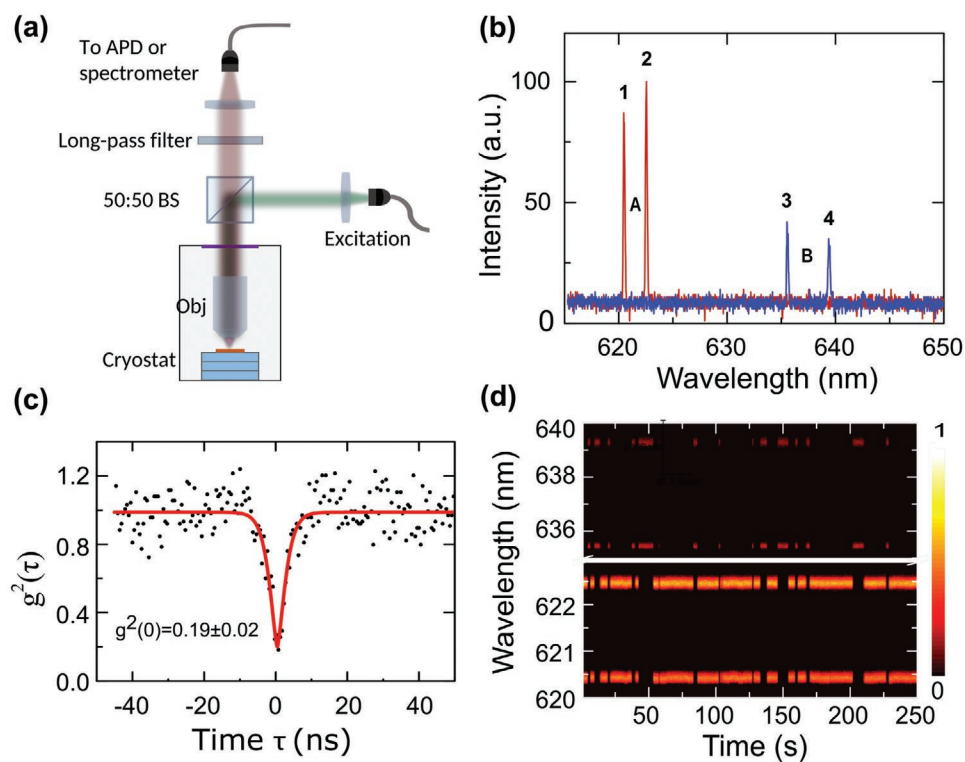 (a)
To APD or
spectrometer
Long-pass filter
50:50 BS
Excitation
Obj
Cryostat
(b)
Intensity (a.u.)
100
50
0
1
2
A
3
4
B
620
630
640
650
Wavelength (nm)
(c)
g²(τ)
1.2
0.8
0.4
0.0
g²(0)=0.19±0.02
-40
-20
0
20
40
Time τ (ns)
(d)
Wavelength (nm)
640
638
636
622
621
620
0
50
100
150
200
250
Time (s)
1
0